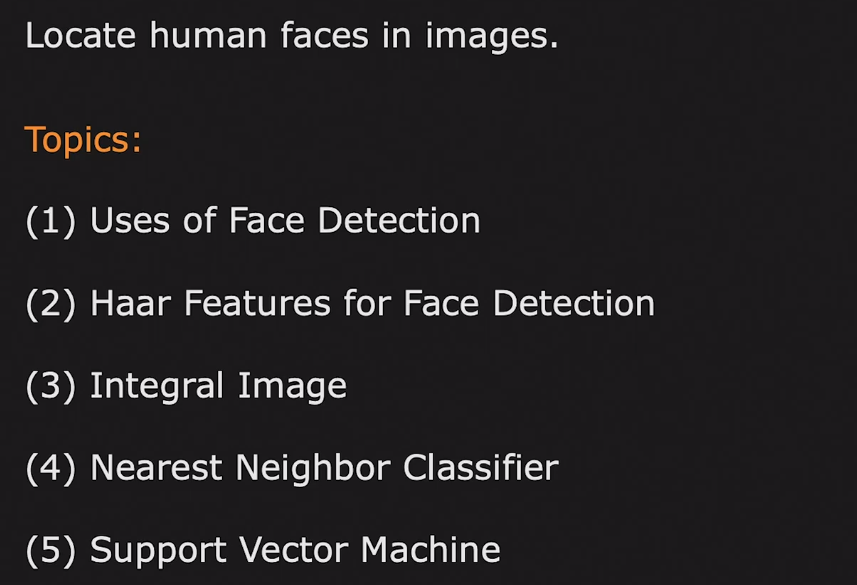 Locate human faces in images.
Topics:
(1) Uses of Face Detection
(2) Haar Features for Face Detection
(3) Integral Image
(4) Nearest Neighbor Classifier
(5) Support Vector Machine